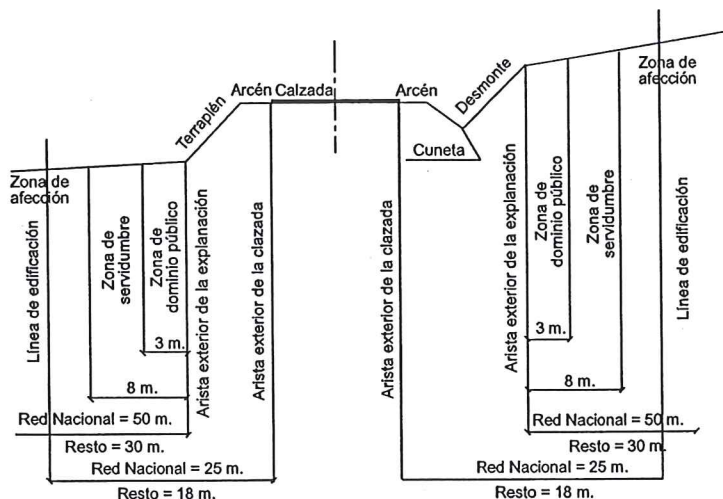 Zona de
afección
Desmonte
Arcén Calzada
Arcén
Terraplén
Cuneta
Zona de
afección
Línea de edificación
Zona de
servidumbre
Zona de
dominio público
Arista exterior de la explanación
Arista exterior de la clazada
Arista exterior de la clazada
Arista exterior de la explanación
Zona de
dominio público
Zona de
servidumbre
Línea de edificación
3 m.
3 m.
8 m.
8 m.
Red Nacional = 50 m.
Red Nacional = 50 m.
Resto = 30 m.
Resto = 30 m.
Red Nacional = 25 m.
Red Nacional = 25 m.
Resto = 18 m.
Resto = 18 m.